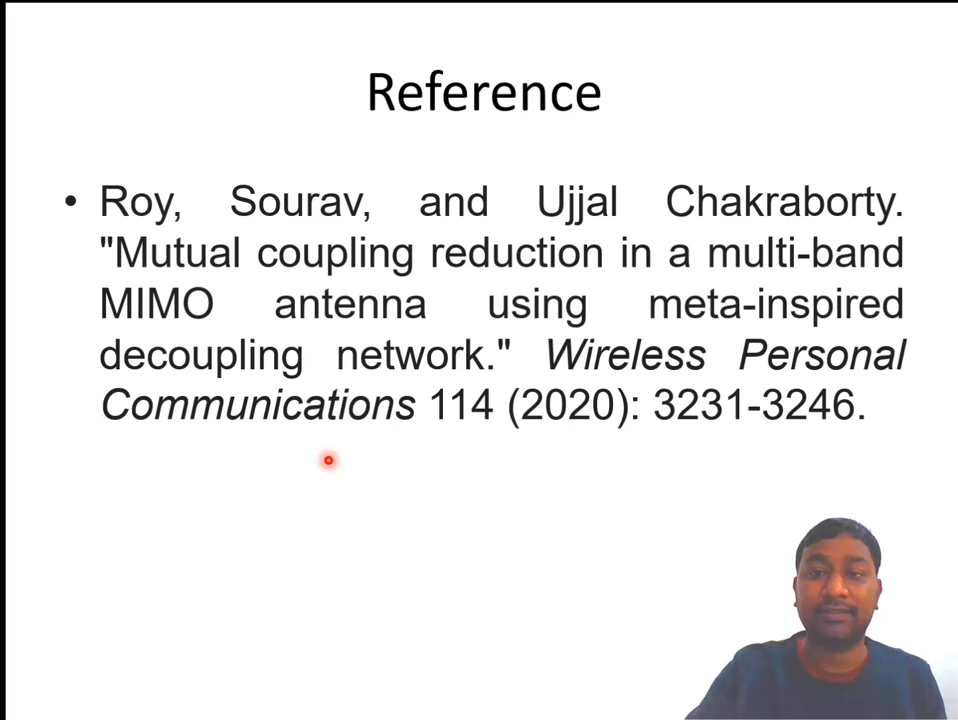 Reference
• Roy, Sourav, and Ujjal Chakraborty.
"Mutual coupling reduction in a multi-band
MIMO antenna using meta-inspired
decoupling network." Wireless Personal
Communications 114 (2020): 3231-3246.